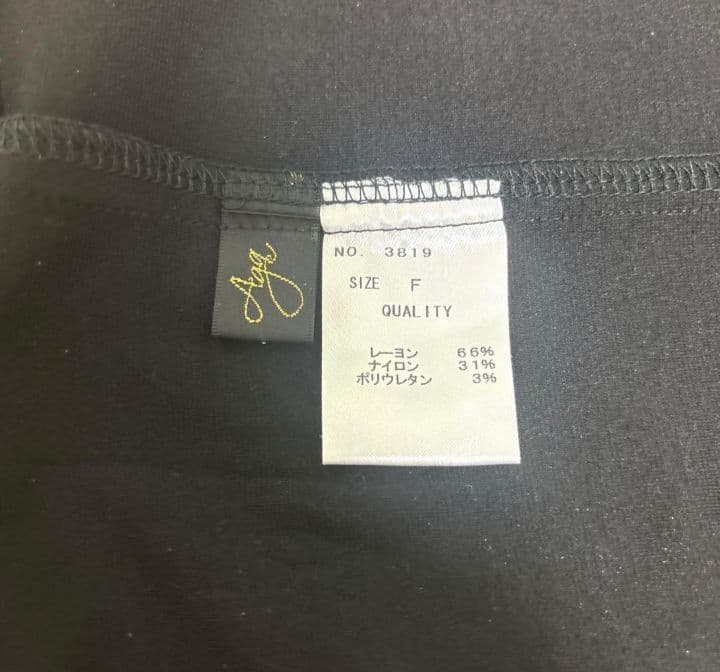 Aga
NO. 3819
SIZE F
QUALITY
レーヨン 66%
ナイロン 31%
ポリウレタン 3%